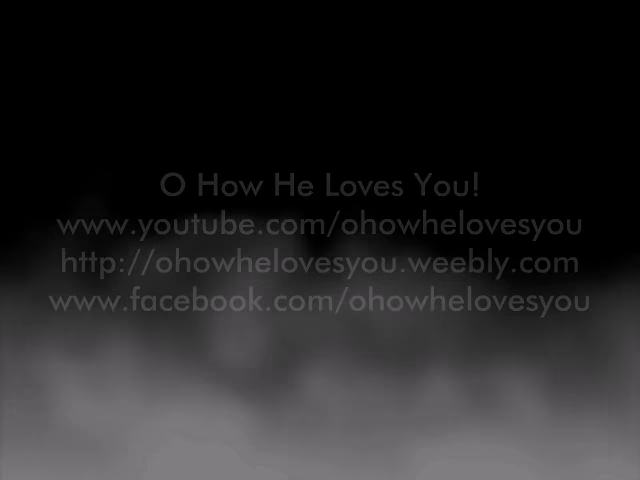 O How He Loves You!
www.youtube.com/ohowhelovesyou
http://ohowhelovesyou.weebly.com
www.facebook.com/ohowhelovesyou